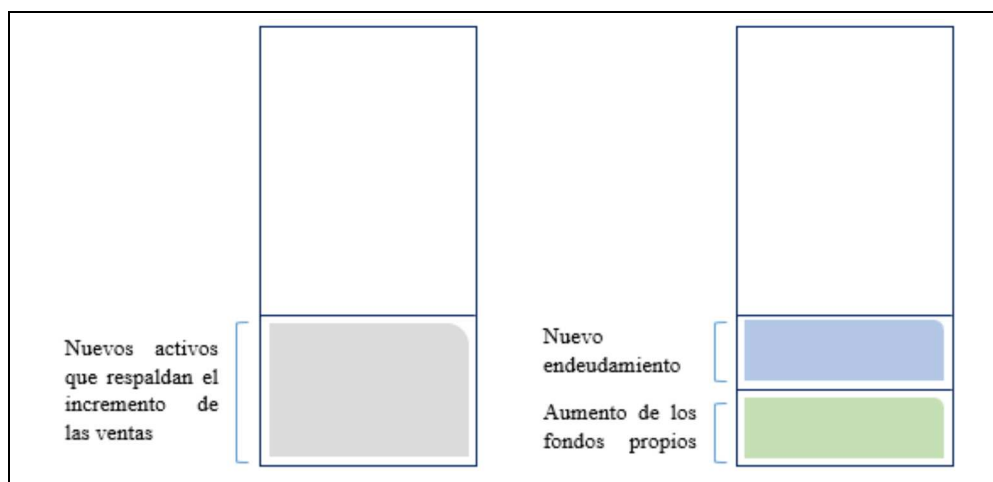 Nuevos activos
que respaldan el
incremento de
las ventas
Nuevo
endeudamiento
Aumento de los
fondos propios